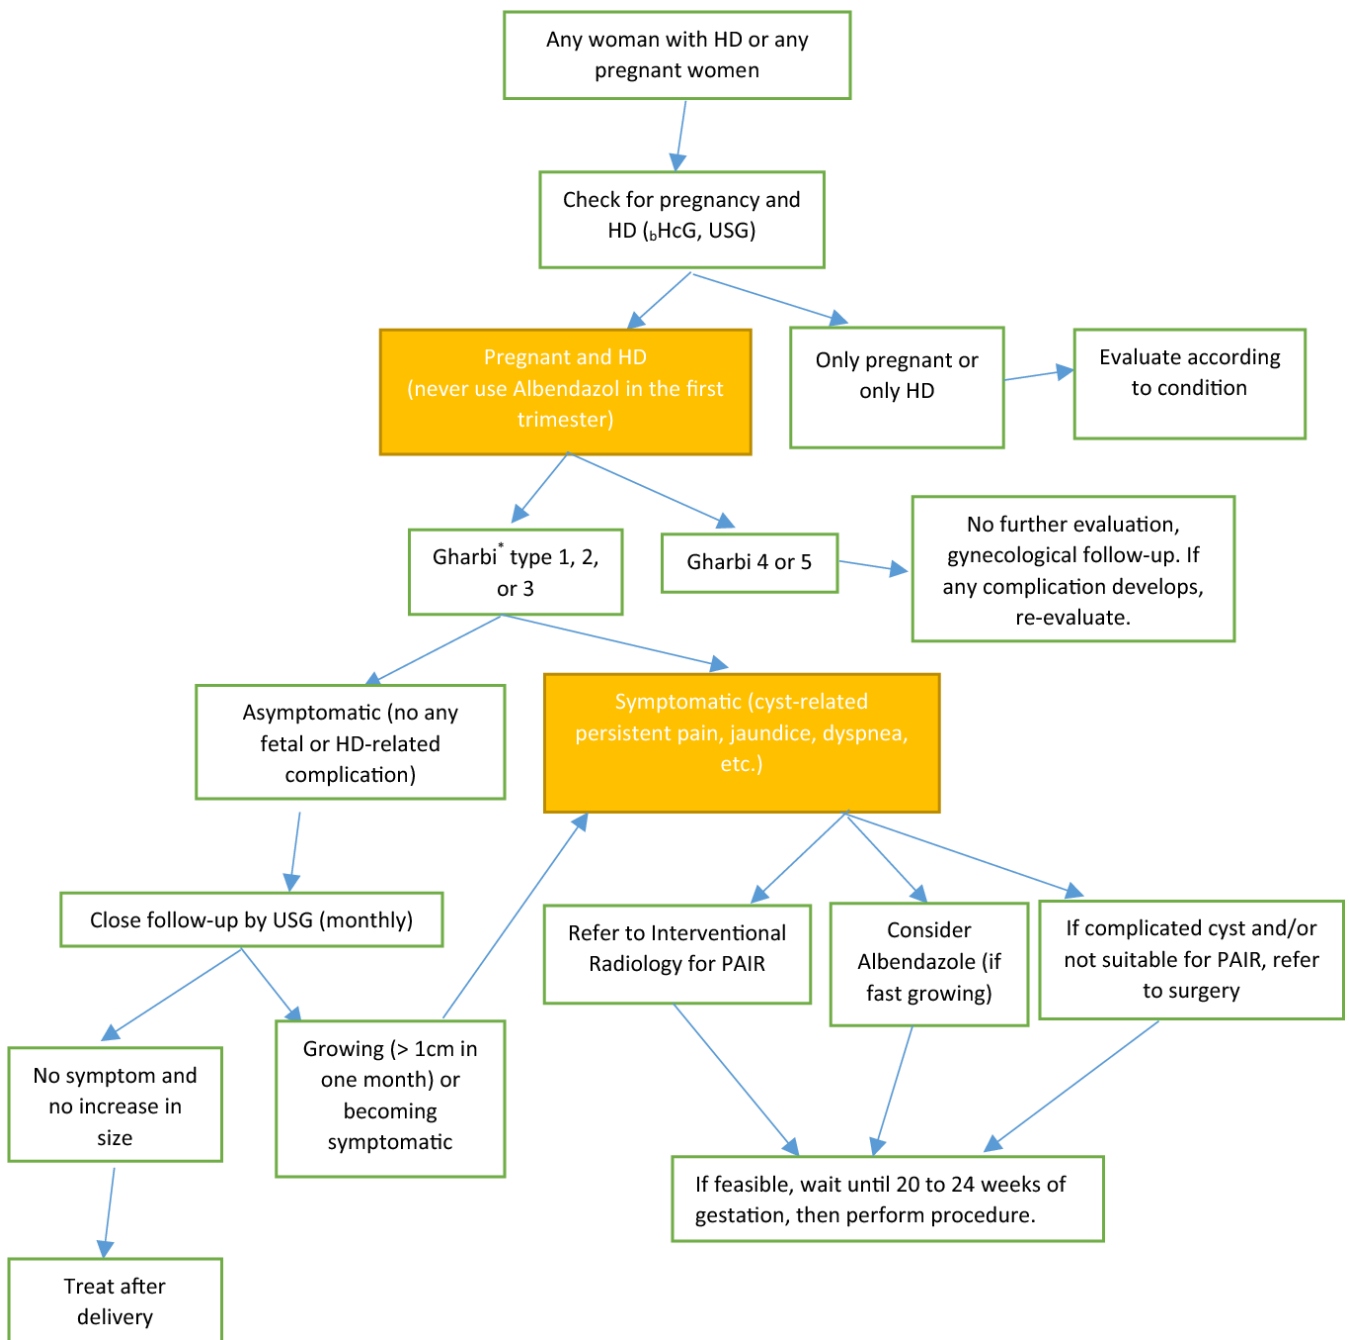 Any woman with HD or any
pregnant women
Check for pregnancy and
HD (bHcG, USG)
Pregnant and HD
(never use Albendazol in the first
trimester)
Only pregnant or
only HD
Evaluate according
to condition
Gharbi* type 1, 2,
or 3
Gharbi 4 or 5
No further evaluation,
gynecological follow-up. If
any complication develops,
re-evaluate.
Asymptomatic (no any
fetal or HD-related
complication)
Symptomatic (cyst-related
persistent pain, jaundice, dyspnea,
etc.)
Close follow-up by USG (monthly)
Refer to Interventional
Radiology for PAIR
Consider
Albendazole (if
fast growing)
If complicated cyst and/or
not suitable for PAIR, refer
to surgery
No symptom and
no increase in
size
Growing (> 1cm in
one month) or
becoming
symptomatic
If feasible, wait until 20 to 24 weeks of
gestation, then perform procedure.
Treat after
delivery